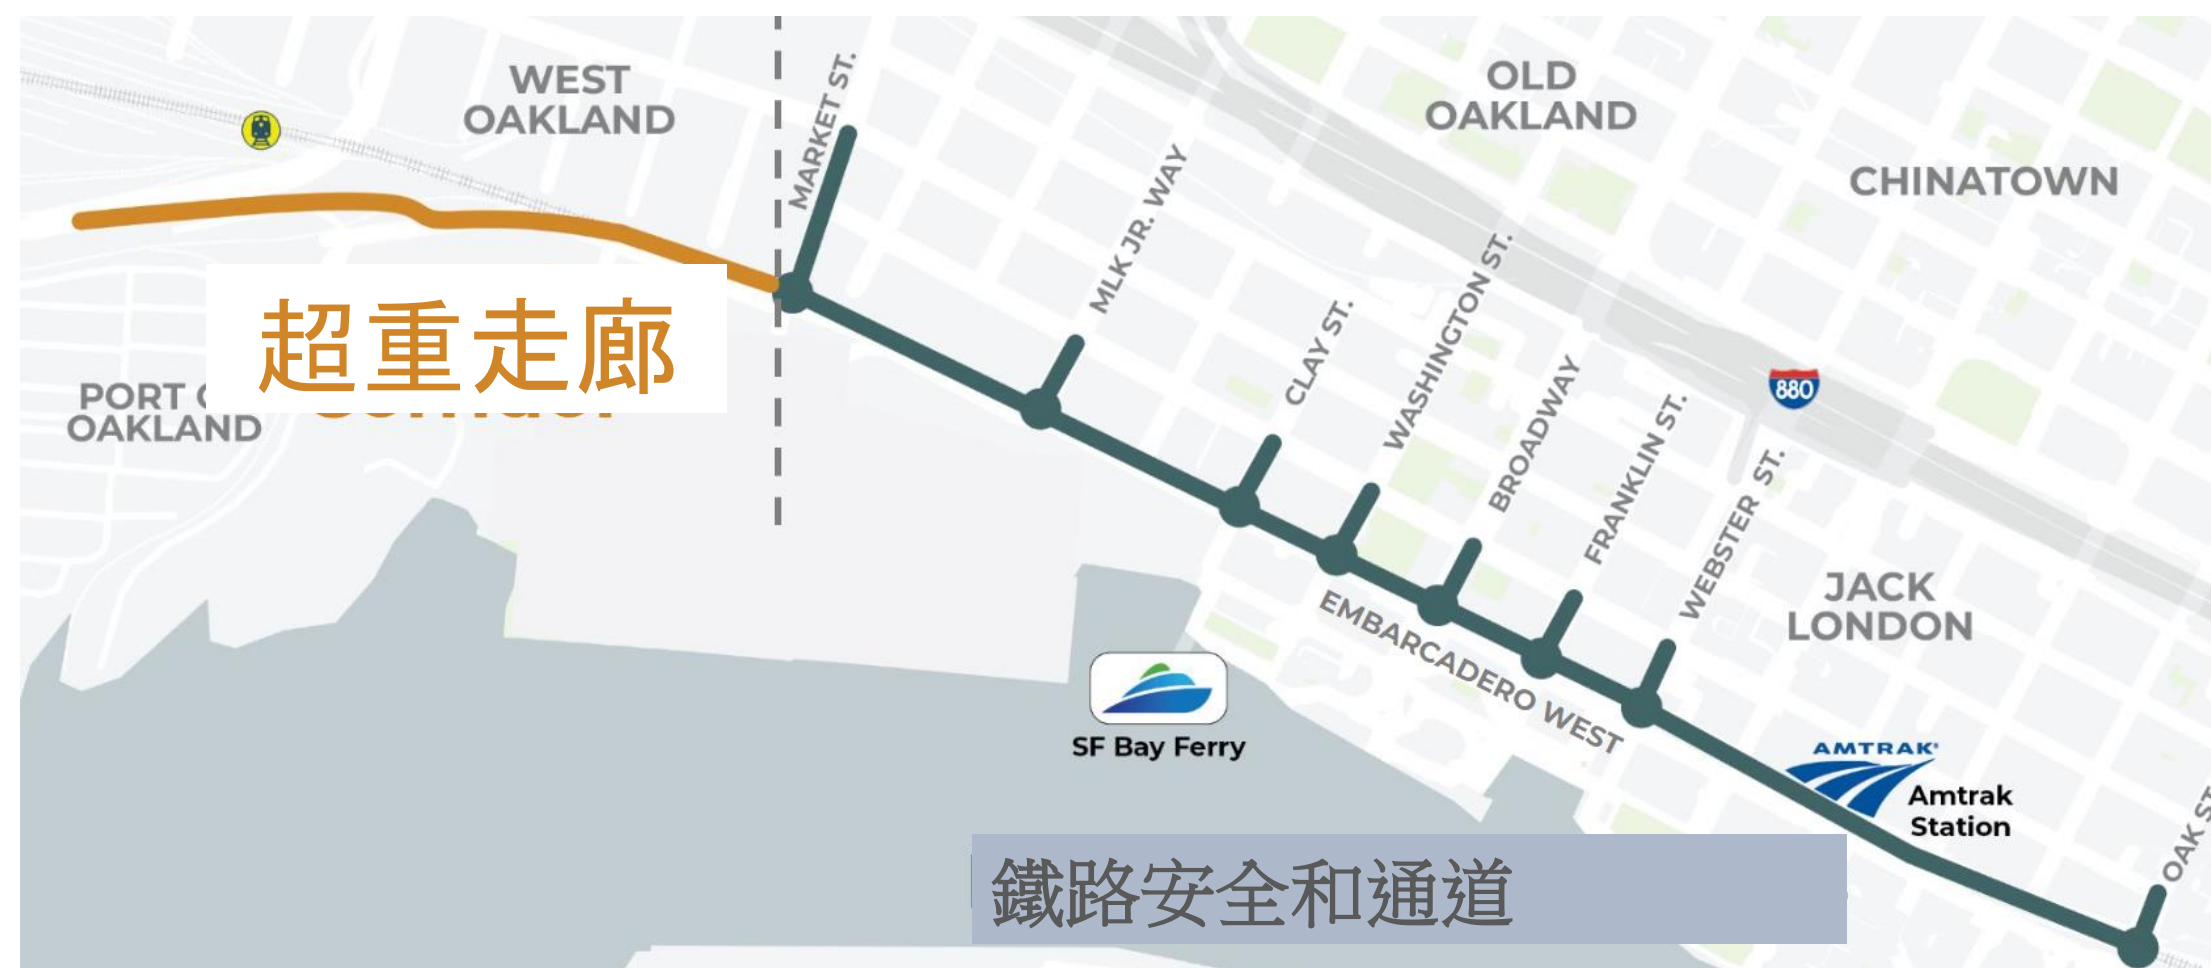 WEST
OAKLAND
MARKET ST.
OLD
OAKLAND
CHINATOWN
MLK JR. WAY
超重走廊
PORT
OAKLAND
CLAY ST.
WASHINGTON ST.
BROADWAY
FRANKLIN ST.
WEBSTER ST.
880
JACK
LONDON
EMBARCADERO WEST
SF Bay Ferry
AMTRAK
Amtrak
Station
OAK ST
鐵路安全和通道